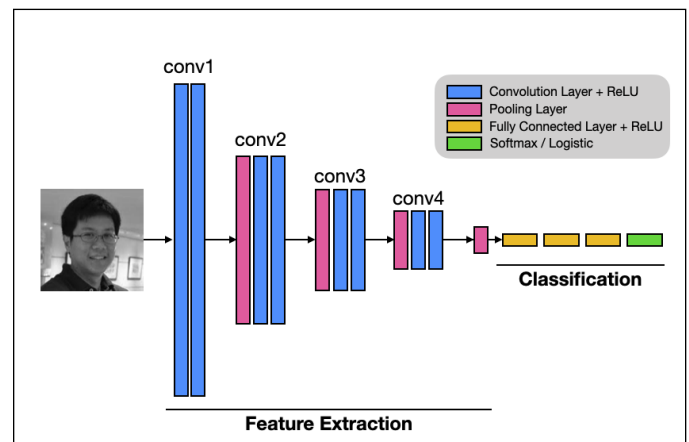 conv1
conv2
conv3
conv4
Convolution Layer + ReLU
Pooling Layer
Fully Connected Layer + ReLU
Softmax / Logistic
Classification
Feature Extraction